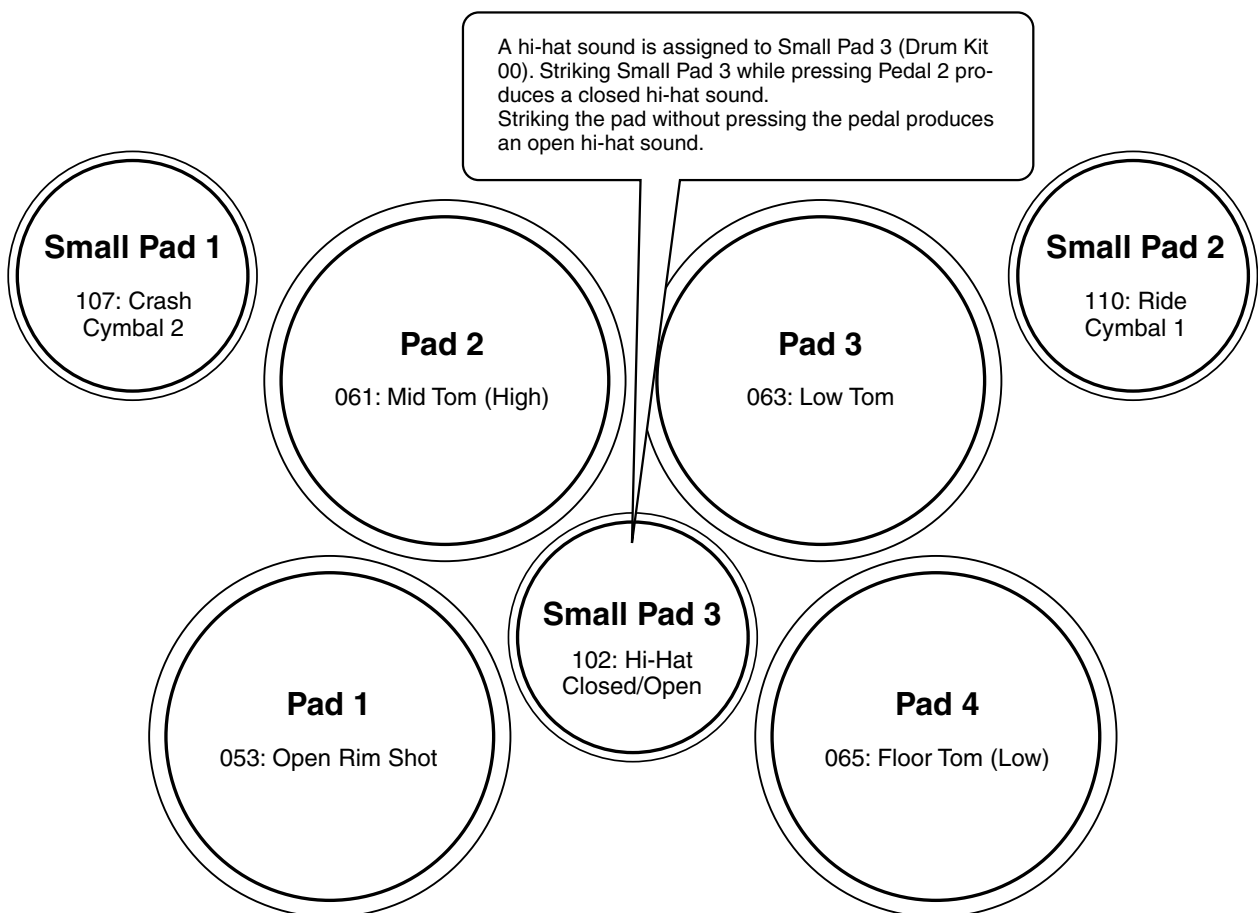 A hi-hat sound is assigned to Small Pad 3 (Drum Kit
00). Striking Small Pad 3 while pressing Pedal 2 pro-
duces a closed hi-hat sound.
Striking the pad without pressing the pedal produces
an open hi-hat sound.
Small Pad 1
107: Crash
Cymbal 2
Pad 2
061: Mid Tom (High)
Pad 3
063: Low Tom
Small Pad 2
110: Ride
Cymbal 1
Small Pad 3
102: Hi-Hat
Closed/Open
Pad 1
053: Open Rim Shot
Pad 4
065: Floor Tom (Low)